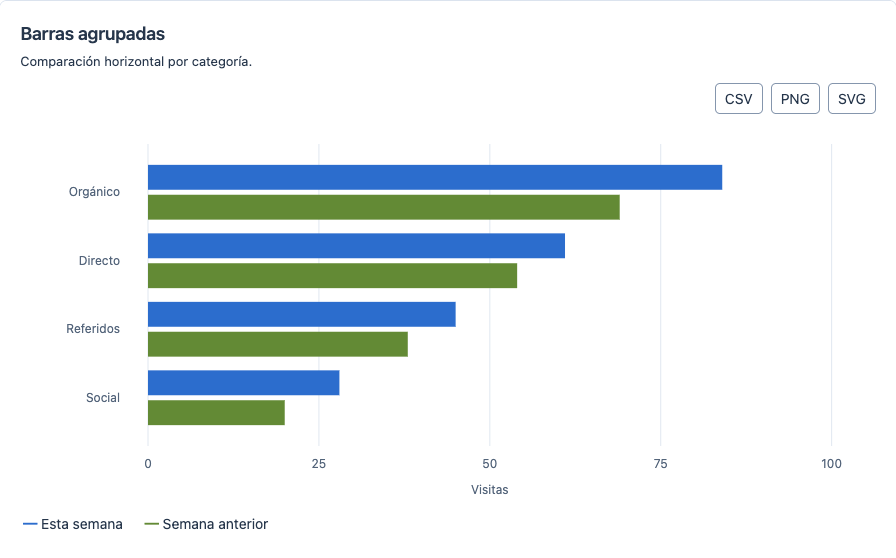 Barras agrupadas
Comparación horizontal por categoría.
CSV PNG SVG
Orgánico
Directo
Referidos
Social
0 25 50 75 100
Visitas
Esta semana Semana anterior